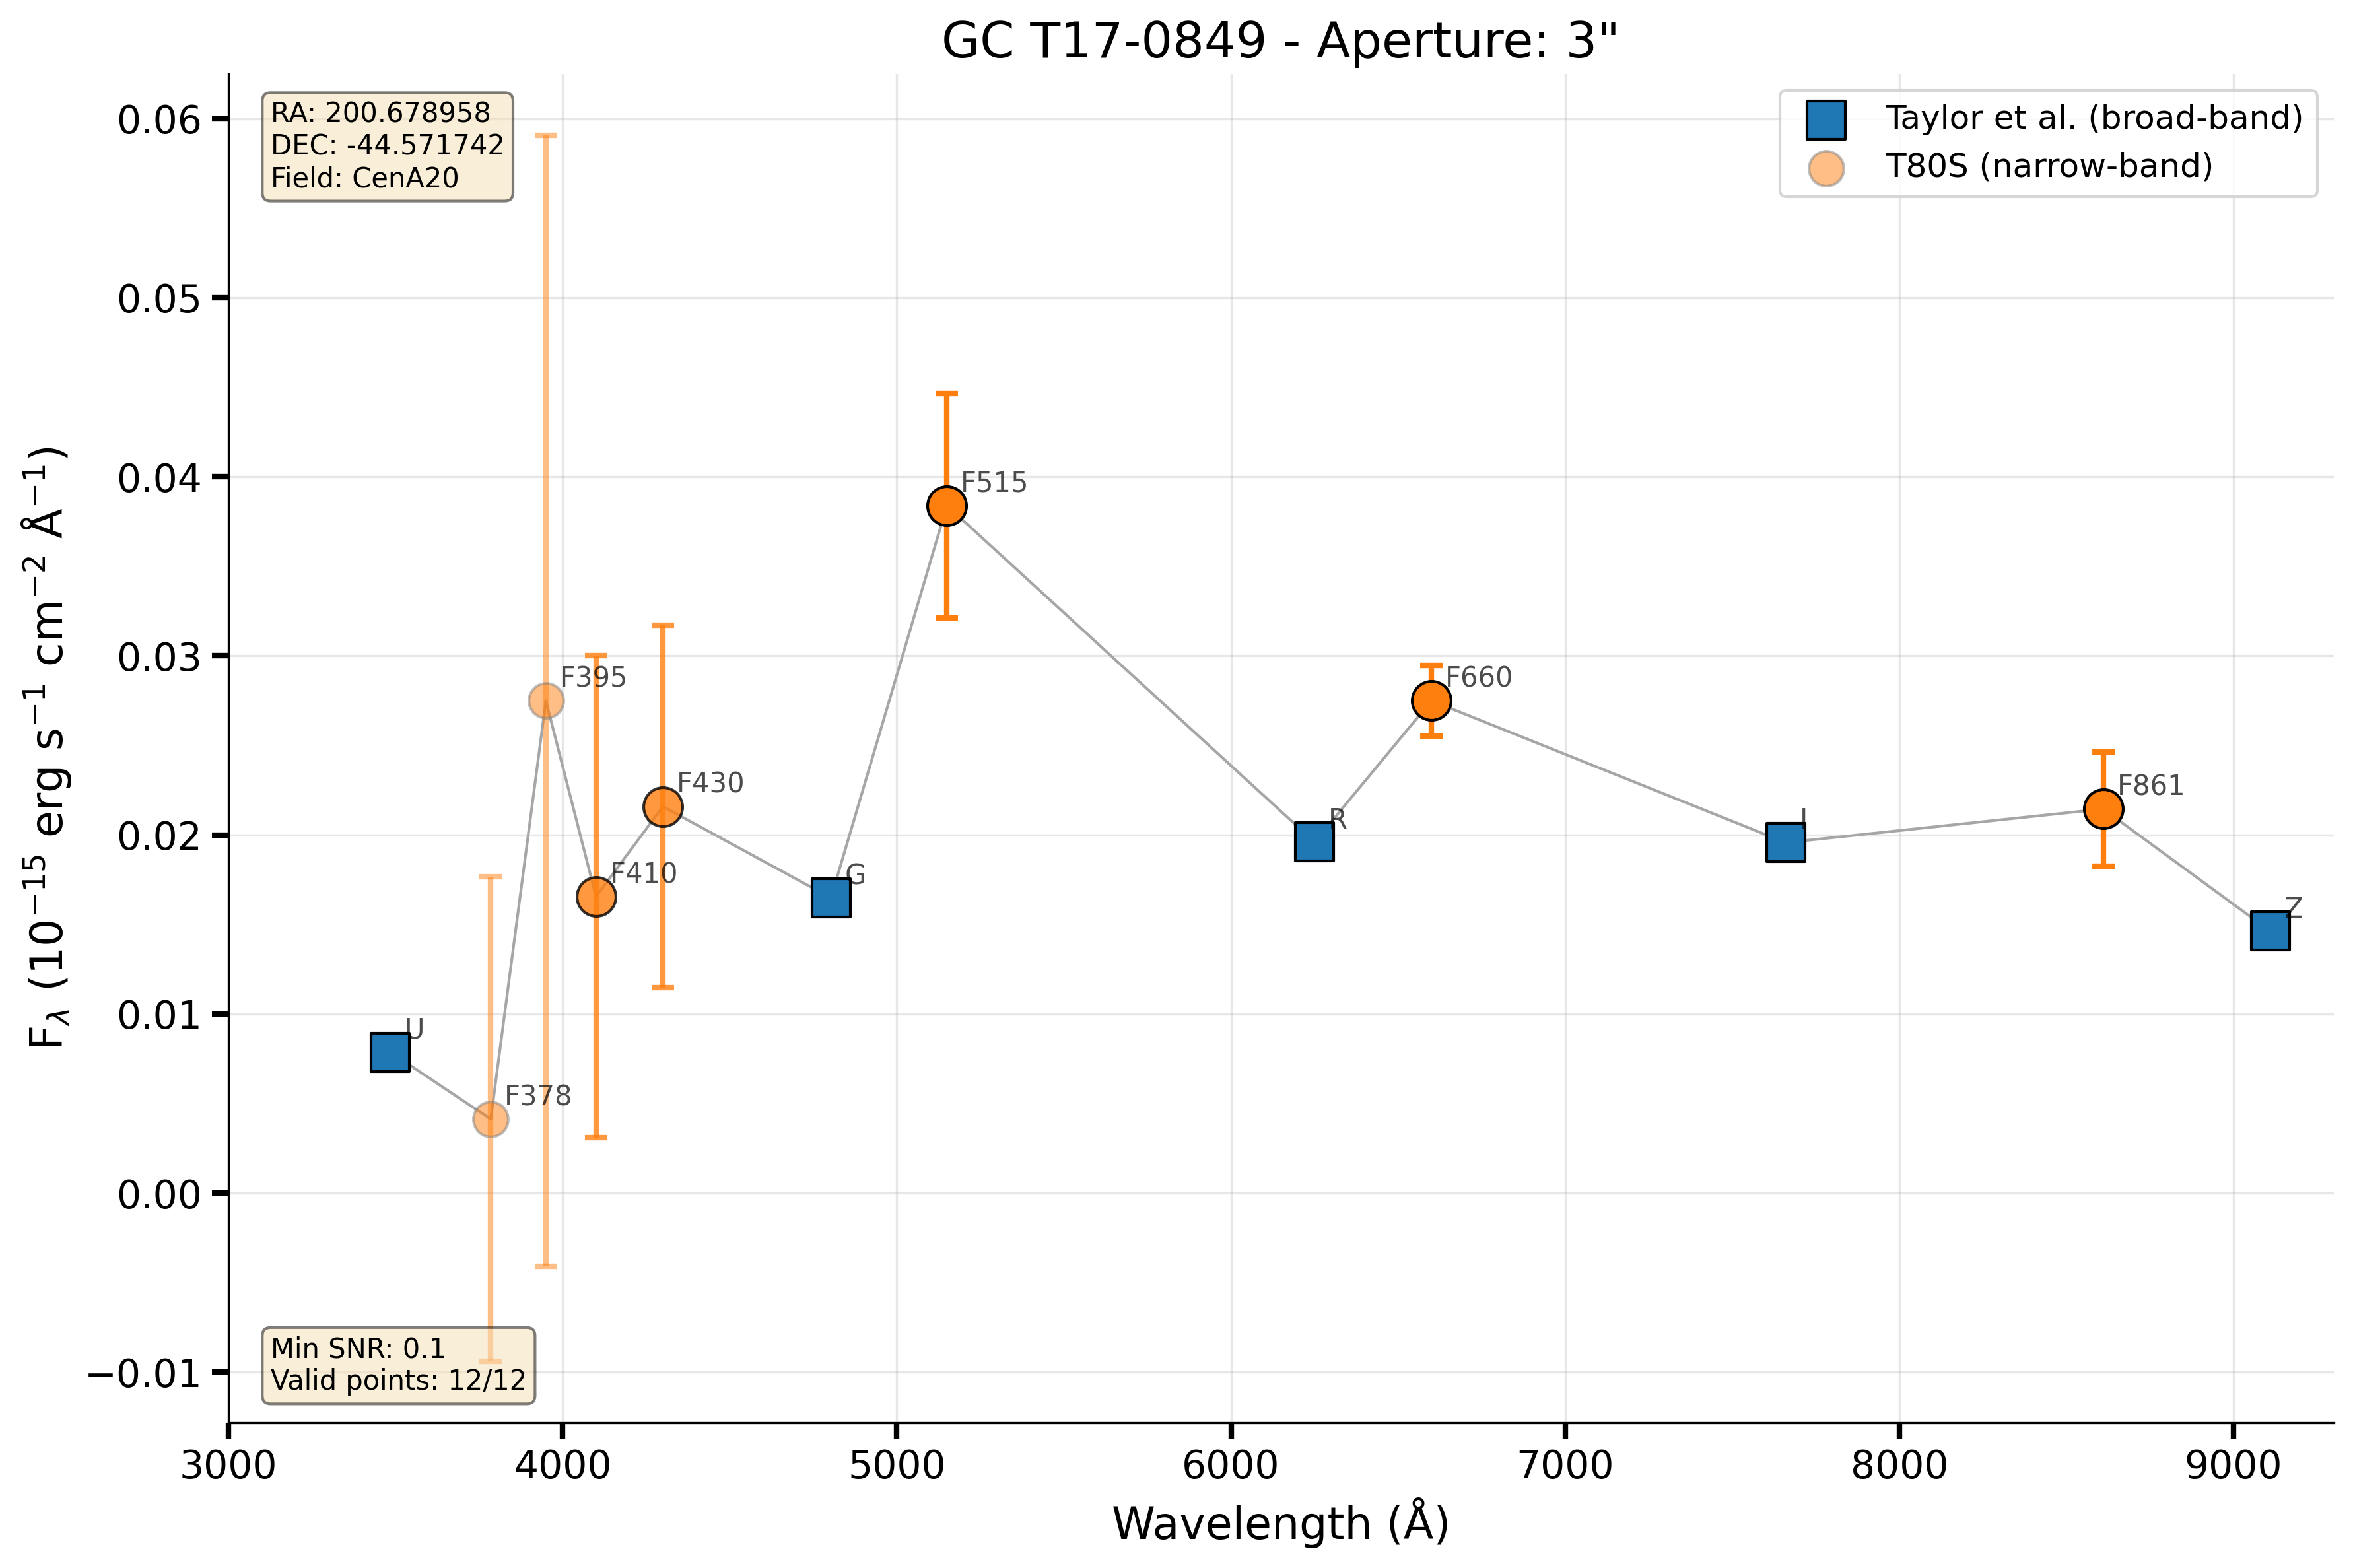 GC T17-0849 - Aperture: 3"
RA: 200.678958
DEC: -44.571742
Field: CenA20
Taylor et al. (broad-band)
T80S (narrow-band)
0.06
0.05
0.04
0.03
0.02
0.01
0.00
−0.01
F$_λ$ (10$^{−15}$ erg s$^{−1}$ cm$^{−2}$ Å$^{−1}$)
U
F378
F395
F410
F430
G
F515
R
F660
I
F861
Z
Min SNR: 0.1
Valid points: 12/12
3000 4000 5000 6000 7000 8000 9000
Wavelength (Å)